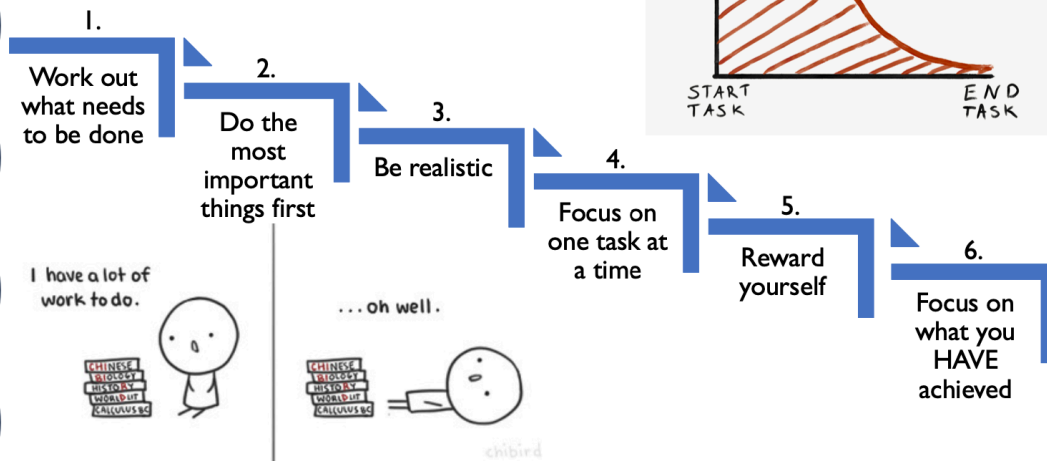 1.
Work out
what needs
to be done
2.
Do the
most
important
things first
3.
Be realistic
4.
Focus on
one task at
a time
5.
Reward
yourself
6.
Focus on
what you
HAVE
achieved
START
TASK
END
TASK
I have a lot of
work to do.
CHINESE
BIOLOGY
HISTORY
WORLD LIT
CALCULUS BC
...oh well.
CHINESE
BIOLOGY
HISTORY
WORLD LIT
CALCULUS BC
chibird